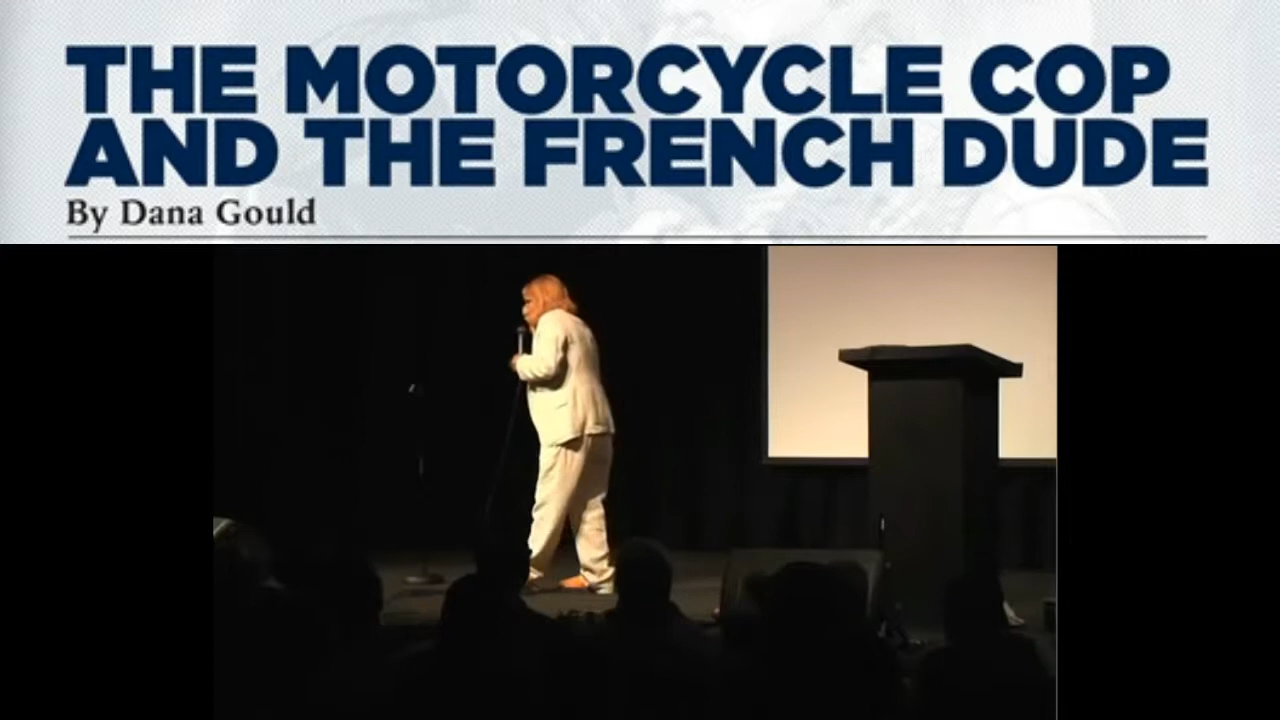 THE MOTORCYCLE COP
AND THE FRENCH DUDE
By Dana Gould